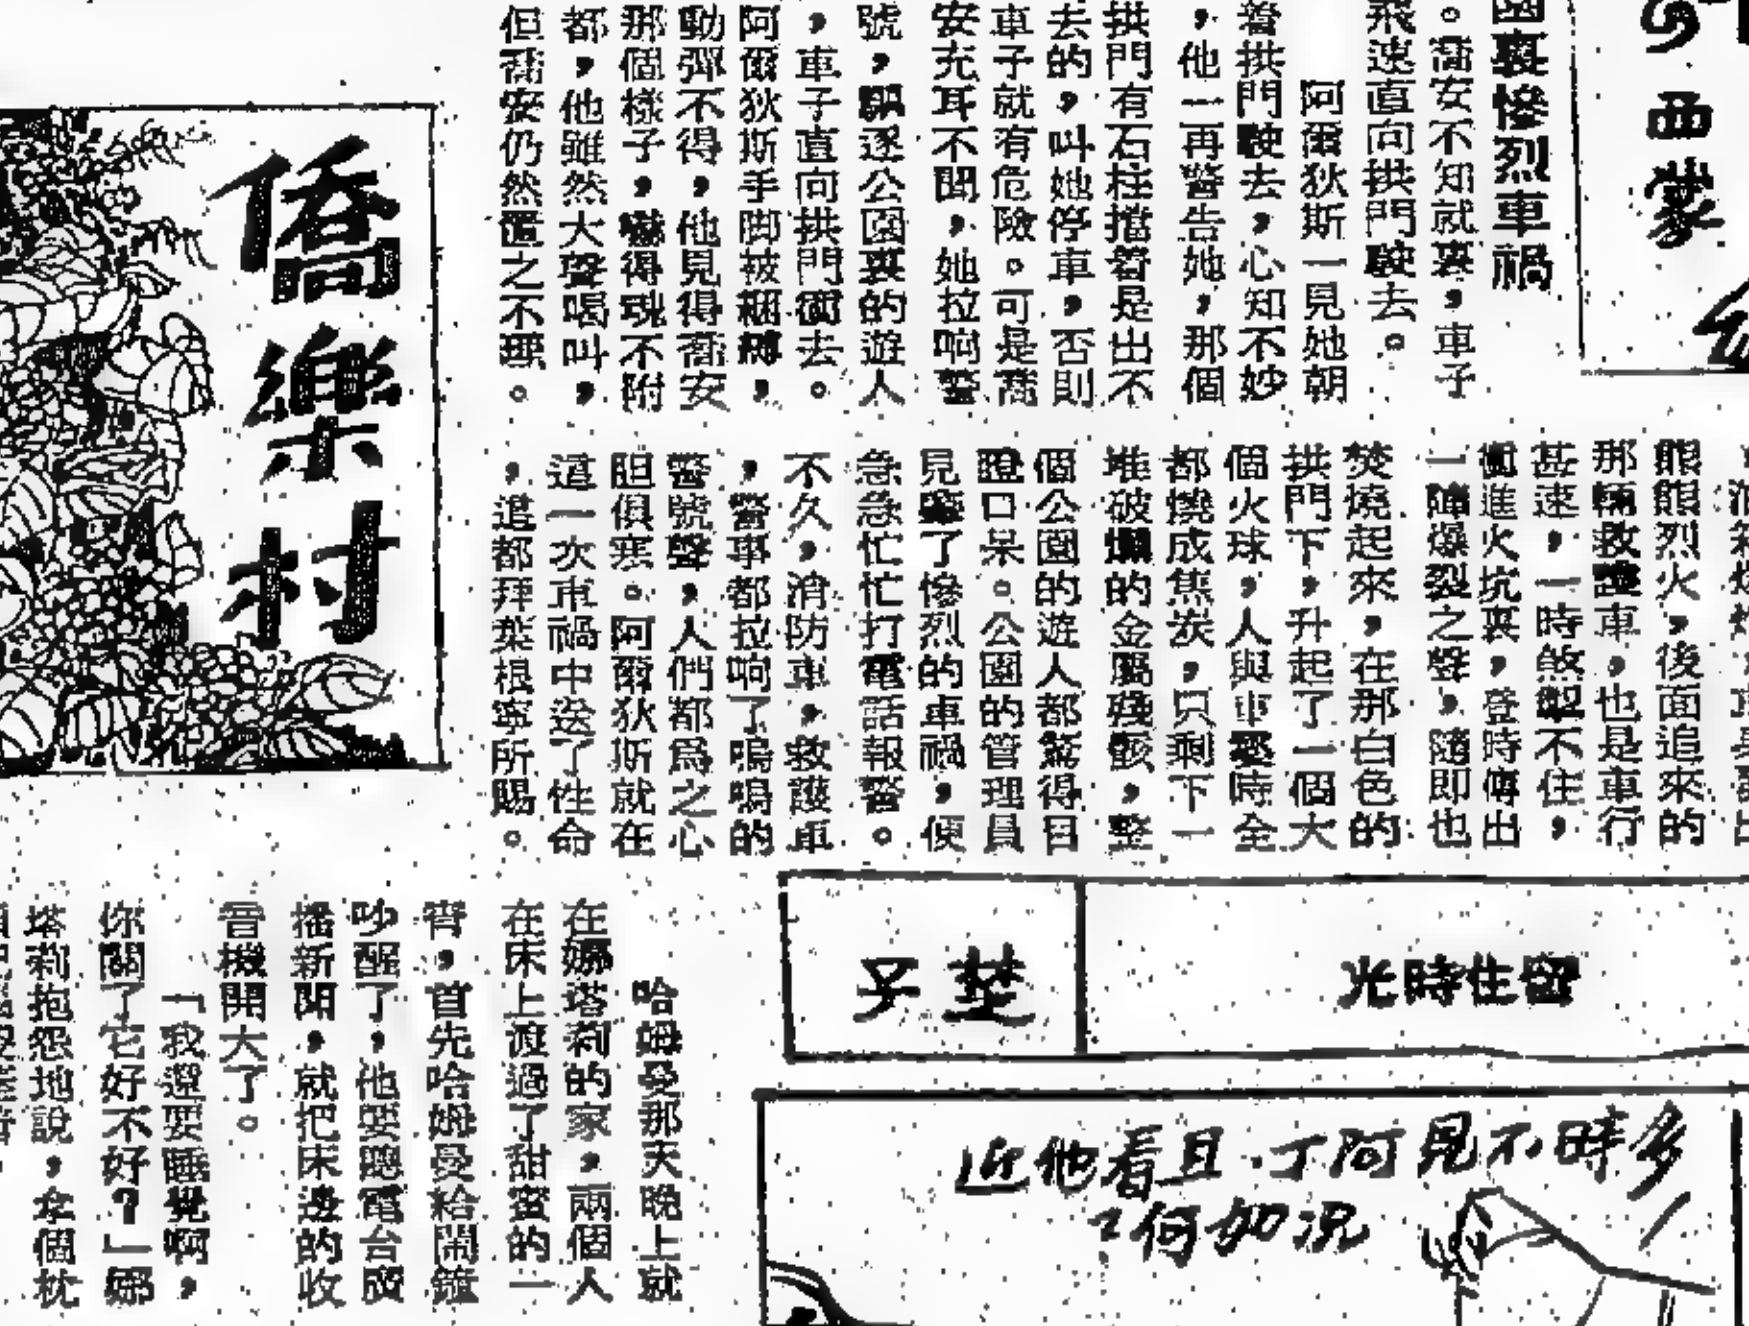 西蒙
園裏慘烈車禍
。喬安不知就裏，車子
飛速直向拱門駛去。
阿爾狄斯一見她朝
着拱門駛去，心知不妙
，他一再警告她，那個
拱門有石柱擋着是出不
去的，叫她停車，否則
車子就有危險。可是喬
安充耳不聞，她拉响警
號，驅逐公園裏的遊人
，車子直向拱門衝去。
阿爾狄斯手脚被綑縛，
動彈不得，他見得喬安
那個樣子，嚇得魂不附
都，他雖然大聲喝叫，
但喬安仍然置之不理。
熊熊烈火，後面追來的
那輛救護車，也是車行
甚速，一時煞掣不住，
衝進火坑裏，登時傳出
一陣爆裂之聲，隨即也
焚燒起來，在那白色的
拱門下，升起了一個大
個火球，人與車霎時全
都燒成焦炭，只剩下一
堆破爛的金屬殘骸，整
個公園的遊人都驚得目
瞪口呆。公園的管理員
見肇了慘烈的車禍，便
急急忙忙打電話報警。
不久，消防車，救護車
，警車都拉响了嗚嗚的
警號聲，人們都爲之心
胆俱寒。阿爾狄斯就在
這一次車禍中送了性命
，這都拜葉根寧所賜。
僑樂村
留住時光
楚子
多時不見阿丁，且看他近
況如何？
哈姆曼那天晚上就
在娜塔莉的家，兩個人
在床上渡過了甜蜜的一
宵，首先哈姆曼給鬧鐘
吵醒了，他要聽電台廣
播新聞，就把床邊的收
音機開大了。
「我還要睡覺啊，
你關了它好不好？」娜
塔莉抱怨地說，拿個枕